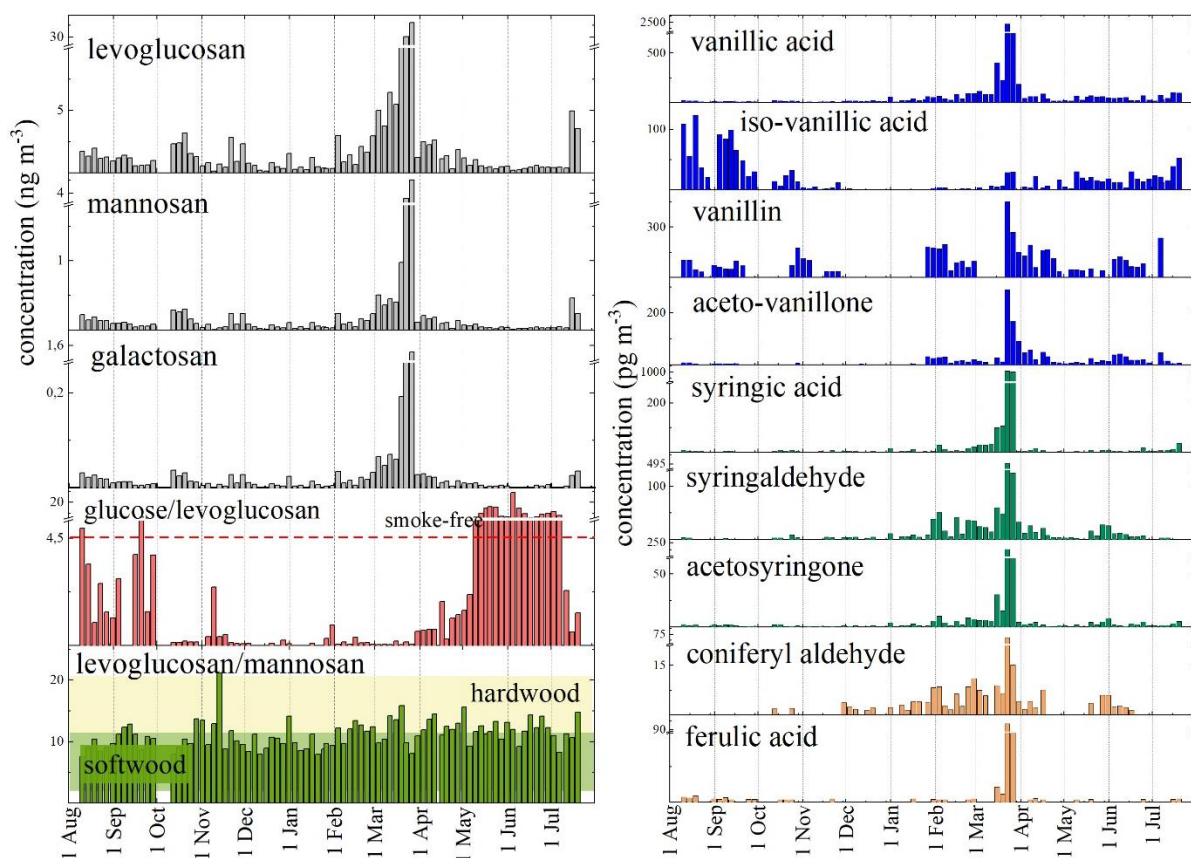 concentration (ng m⁻³)
30
levoglucosan
5
4
mannosan
1
1,6
galactosan
0,2
20
glucose/levoglucosan
smoke-free
4.5
levoglucosan/mannosan
20
hardwood
10
softwood
1 Aug
1 Sep
1 Oct
1 Nov
1 Dec
1 Jan
1 Feb
1 Mar
1 Apr
1 May
1 Jun
1 Jul
concentration (pg m⁻³)
2500
vanillic acid
500
iso-vanillic acid
100
vanillin
300
aceto-vanillone
200
1000
syringic acid
200
495
syringaldehyde
100
250
acetosyringone
50
75
coniferyl aldehyde
15
90
ferulic acid
1 Aug
1 Sep
1 Oct
1 Nov
1 Dec
1 Jan
1 Feb
1 Mar
1 Apr
1 May
1 Jun
1 Jul